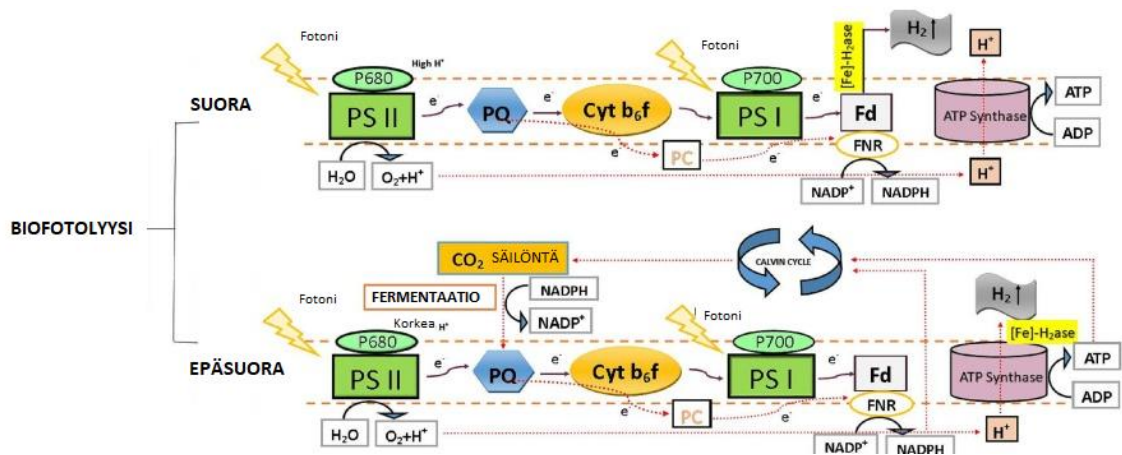 BIOFOTOLYYSI
SUORA
Fotoni
P680
High H⁺
PS II
e⁻
PQ
e⁻
Cyt b₆f
Fotoni
P700
PS I
e⁻
[Fe]-H₂ase
H₂↑
Fd
FNR
H⁺
ATP Synthase
ATP
ADP
e⁻
PC
e⁻
H₂O
O₂+H⁺
NADP⁺
NADPH
H⁺
CO₂ SÄILÖNTÄ
CALVIN CYCLE
FERMENTAATIO
NADPH
NADP⁺
H₂↑
EPÄSUORA
Fotoni
Korkea H⁺
P680
PS II
e⁻
PQ
e⁻
Cyt b₆f
Fotoni
P700
PS I
e⁻
Fd
FNR
[Fe]-H₂ase
ATP Synthase
ATP
ADP
e⁻
PC
e⁻
H₂O
O₂+H⁺
NADP⁺
NADPH
H⁺